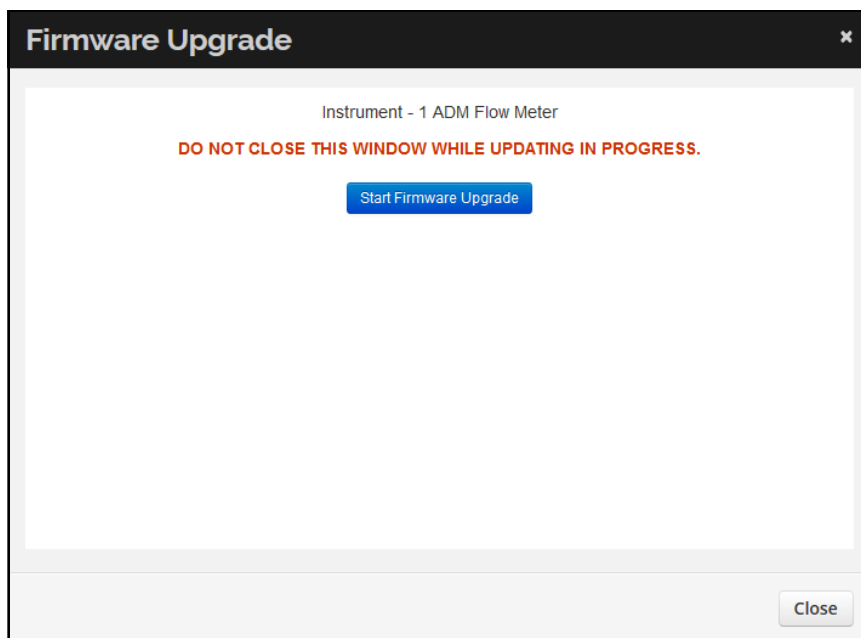 Firmware Upgrade
×
Instrument - 1 ADM Flow Meter
DO NOT CLOSE THIS WINDOW WHILE UPDATING IN PROGRESS.
Start Firmware Upgrade
Close